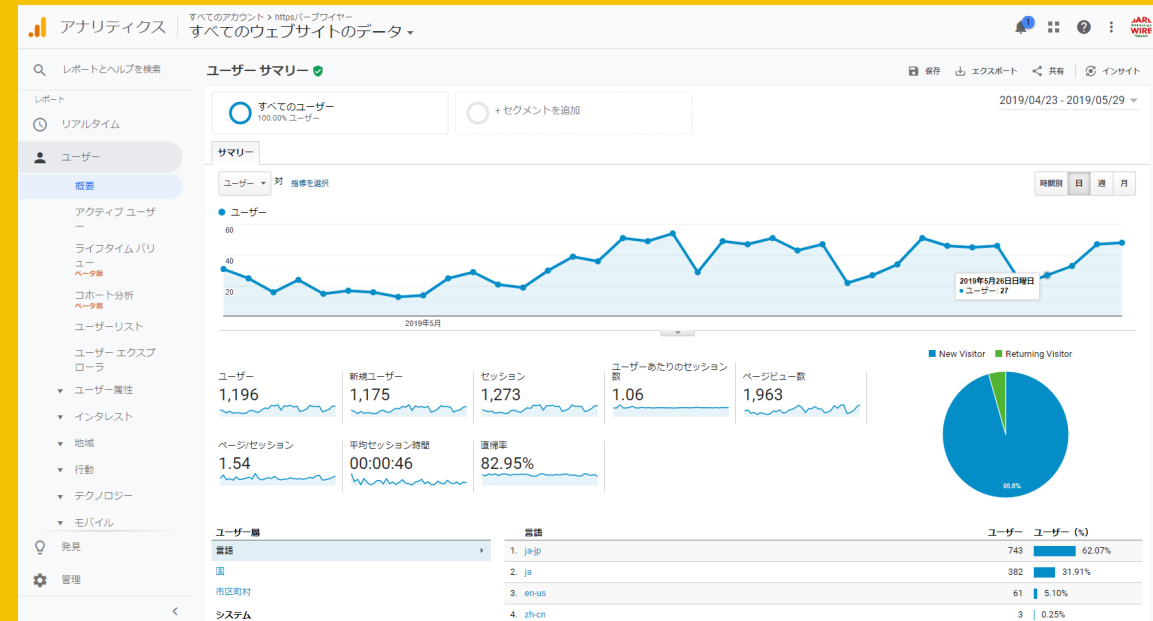 アナリティクス
すべてのアカウント > httpsバーブワイヤー
すべてのウェブサイトのデータ
1
レポートとヘルプを検索
レポート
リアルタイム
ユーザー
概要
アクティブ ユーザ
ー
ライフタイム バリ
ュー
ベータ版
コホート分析
ベータ版
ユーザーリスト
ユーザー エクスプ
ローラ
ユーザー属性
インタレスト
地域
行動
テクノロジー
モバイル
発見
管理
ユーザー サマリー
保存
エクスポート
共有
インサイト
すべてのユーザー
100.00% ユーザー
+ セグメントを追加
2019/04/23 - 2019/05/29
サマリー
ユーザー
対
指標を選択
時間別
日
週
月
ユーザー
60
40
20
2019年5月26日日曜日
ユーザー: 27
2019年5月
New Visitor
Returning Visitor
ユーザー
1,196
新規ユーザー
1,175
セッション
1,273
ユーザーあたりのセッション
数
1.06
ページビュー数
1,963
ページ/セッション
1.54
平均セッション時間
00:00:46
直帰率
82.95%
ユーザー層
言語
国
市区町村
システム
言語
ユーザー
ユーザー (%)
1. ja-jp 743 62.07%
2. ja 382 31.91%
3. en-us 61 5.10%
4. zh-cn 3 0.25%